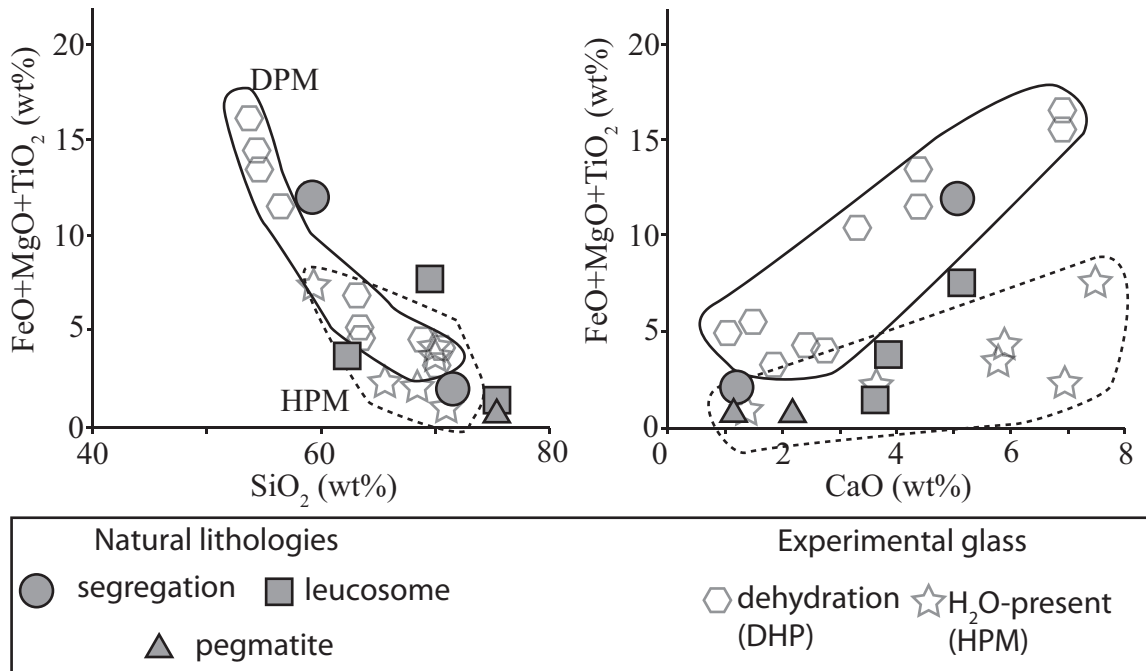 FeO+MgO+TiO₂ (wt%)
20
15
10
5
0
DPM
HPM
40
60
80
SiO₂ (wt%)
FeO+MgO+TiO₂ (wt%)
20
15
10
5
0
0
2
4
6
8
CaO (wt%)
Natural lithologies
segregation
leucosome
pegmatite
Experimental glass
dehydration
(DHP)
H₂O-present
(HPM)